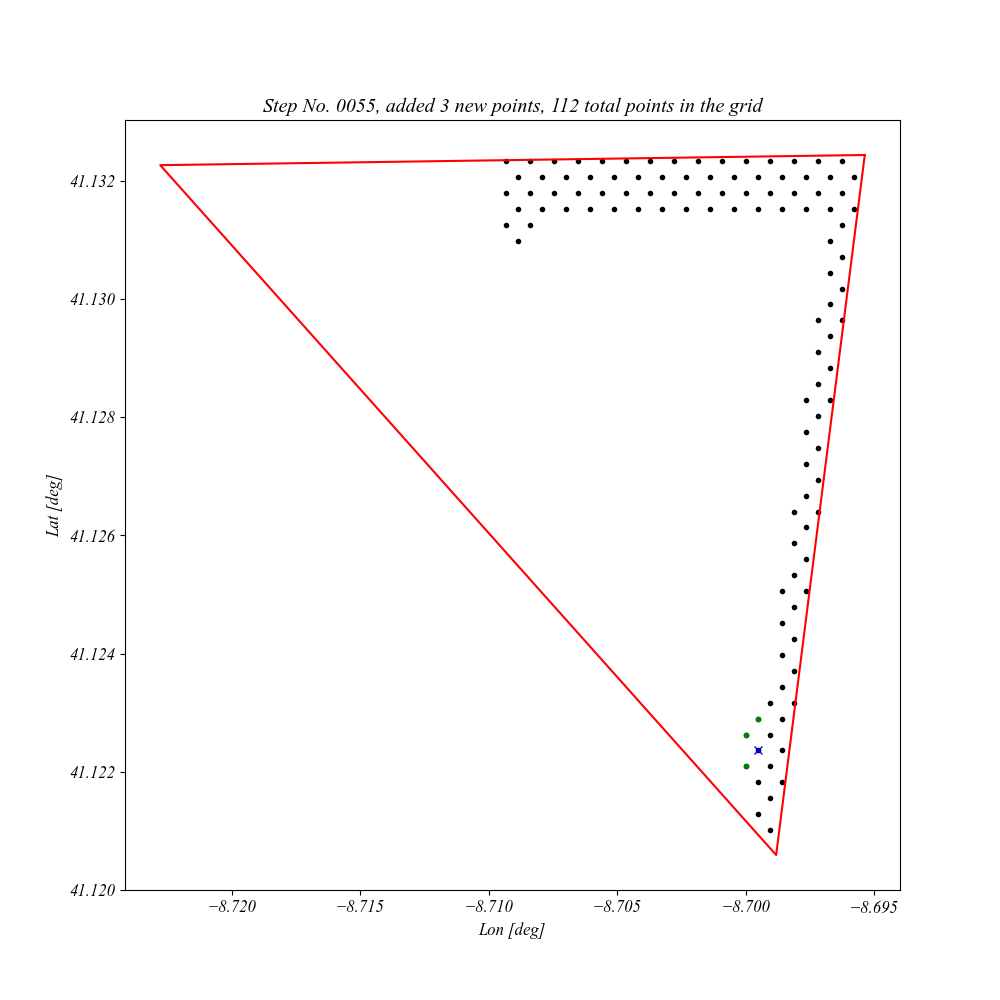 Step No. 0055, added 3 new points, 112 total points in the grid
41.132
41.130
41.128
41.126
41.124
41.122
41.120
Lat [deg]
−8.720 −8.715 −8.710 −8.705 −8.700 −8.695
Lon [deg]